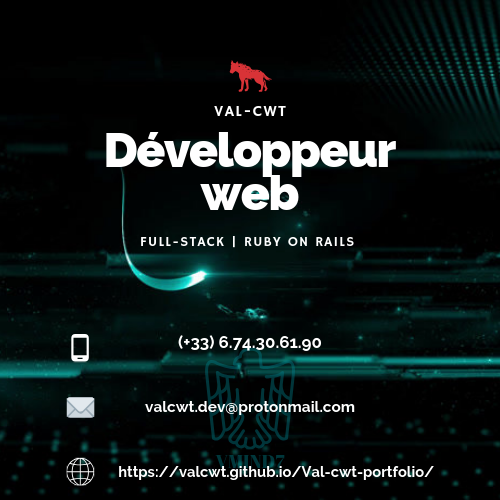 VAL-CWT
Développeur
web
FULL-STACK | RUBY ON RAILS
(+33) 6.74.30.61.90
valcwt.dev@protonmail.com
VMIND7
https://valcwt.github.io/Val-cwt-portfolio/